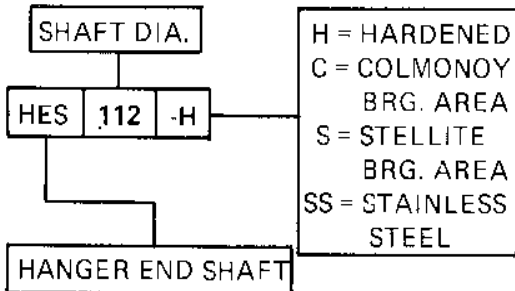 SHAFT DIA.
HES 112 -H
HANGER END SHAFT
H = HARDENED
C = COLMONOY
BRG. AREA
S = STELLITE
BRG. AREA
SS = STAINLESS
STEEL